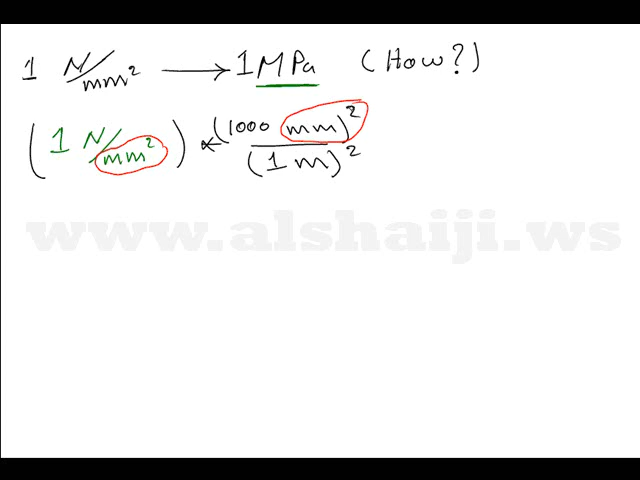 1 N/mm² → 1 MPa (How?)
(1 N/mm²) * (1000 mm)²/(1 m)²
www.alshaiji.ws